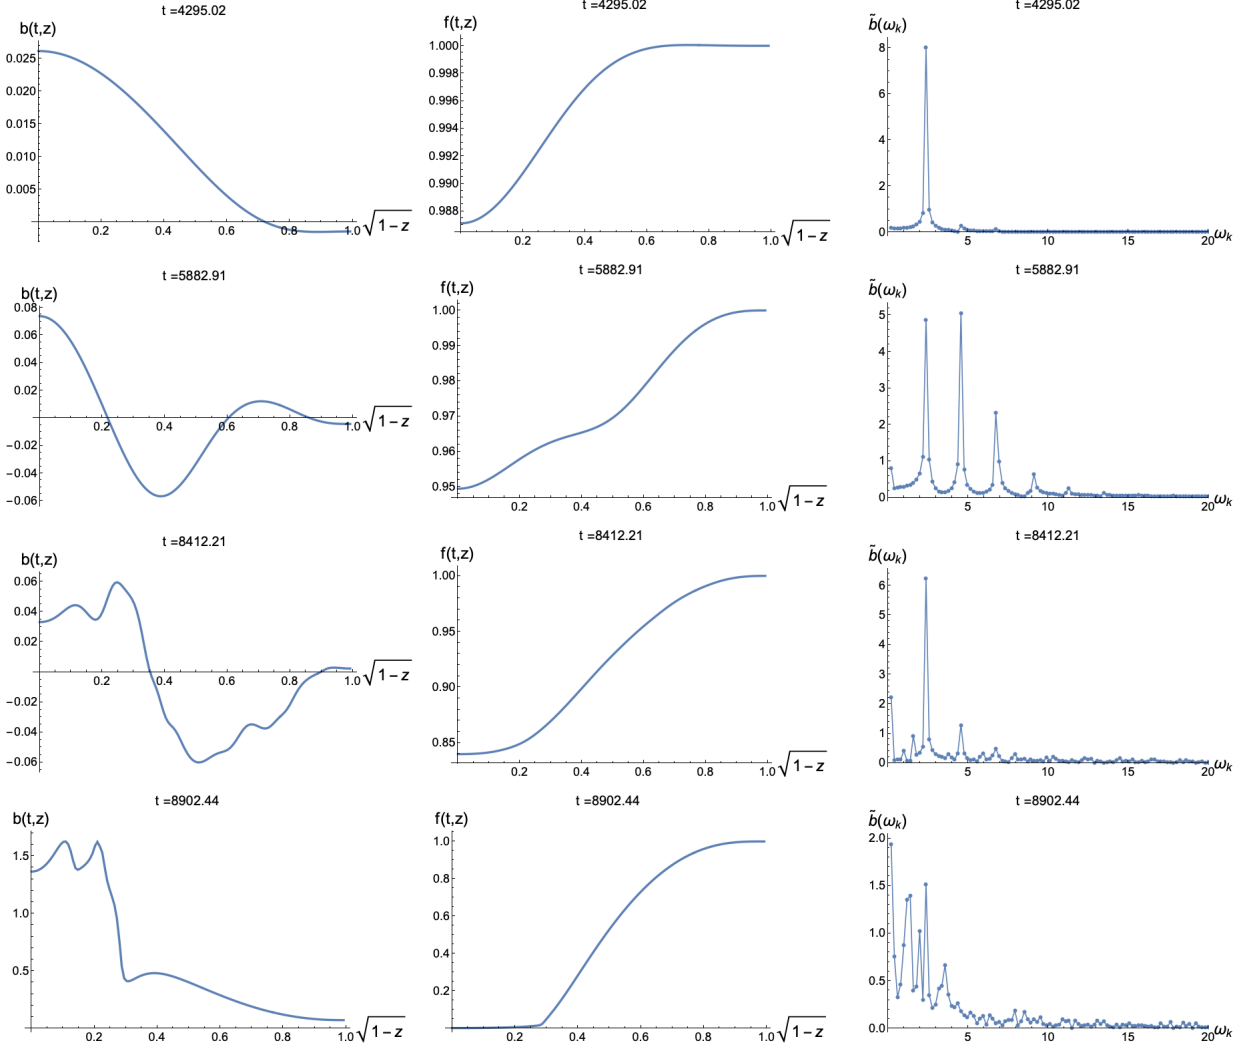 t =4295.02
b(t,z)
0.025
0.020
0.015
0.010
0.005
0.2 0.4 0.6 0.8 1.0 √1-z
t =4295.02
f(t,z)
1.000
0.998
0.996
0.994
0.992
0.990
0.988
0.2 0.4 0.6 0.8 1.0 √1-z
t =4295.02
b̃(ωk)
8
6
4
2
0
5 10 15 20 ωk
t =5882.91
b(t,z)
0.08
0.06
0.04
0.02
-0.02
-0.04
-0.06
0.2 0.4 0.6 0.8 1.0 √1-z
t =5882.91
f(t,z)
1.00
0.99
0.98
0.97
0.96
0.95
0.2 0.4 0.6 0.8 1.0 √1-z
t =5882.91
b̃(ωk)
5
4
3
2
1
0
5 10 15 20 ωk
t =8412.21
b(t,z)
0.06
0.04
0.02
-0.02
-0.04
-0.06
0.2 0.4 0.6 0.8 1.0 √1-z
t =8412.21
f(t,z)
1.00
0.95
0.90
0.85
0.2 0.4 0.6 0.8 1.0 √1-z
t =8412.21
b̃(ωk)
6
5
4
3
2
1
0
5 10 15 20 ωk
t =8902.44
b(t,z)
1.5
1.0
0.5
0.2 0.4 0.6 0.8 1.0 √1-z
t =8902.44
f(t,z)
1.0
0.8
0.6
0.4
0.2
0.2 0.4 0.6 0.8 1.0 √1-z
t =8902.44
b̃(ωk)
2.0
1.5
1.0
0.5
0.0
5 10 15 20 ωk